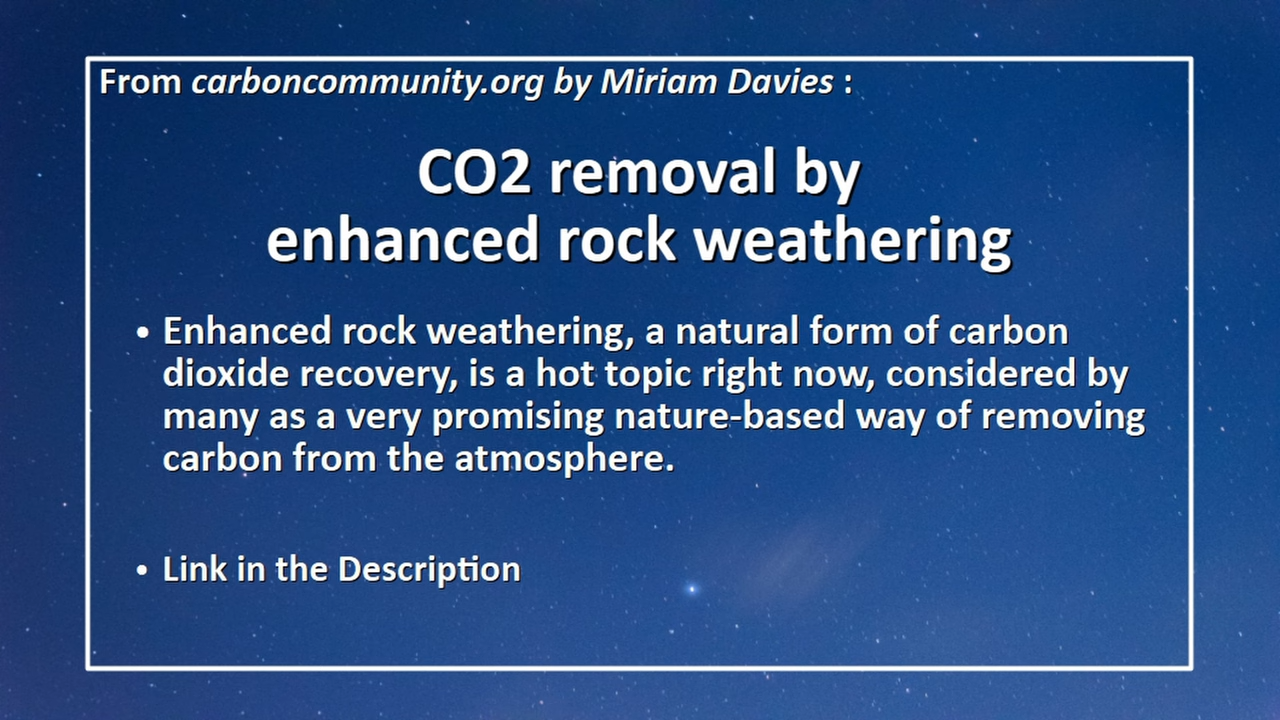 From carboncommunity.org by Miriam Davies :
CO2 removal by
enhanced rock weathering
• Enhanced rock weathering, a natural form of carbon
dioxide recovery, is a hot topic right now, considered by
many as a very promising nature-based way of removing
carbon from the atmosphere.
• Link in the Description